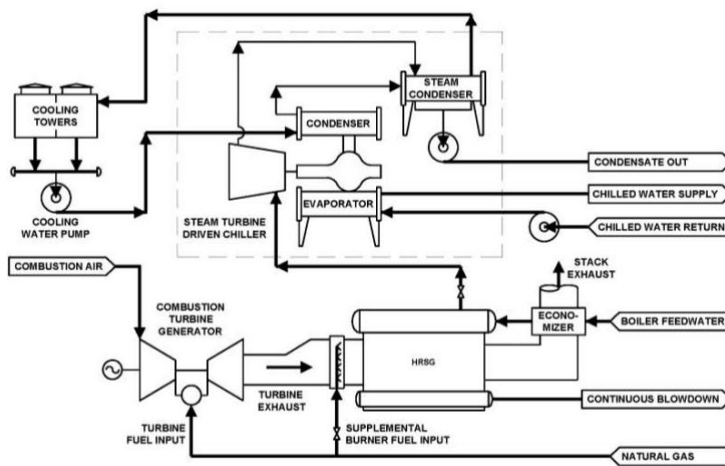 COOLING
TOWERS
COOLING
WATER PUMP
STEAM
CONDENSER
CONDENSER
EVAPORATOR
STEAM TURBINE
DRIVEN CHILLER
CONDENSATE OUT
CHILLED WATER SUPPLY
CHILLED WATER RETURN
COMBUSTION AIR
COMBUSTION
TURBINE
GENERATOR
STACK
EXHAUST
ECONO-
MIZER
BOILER FEEDWATER
HRSG
TURBINE
EXHAUST
CONTINUOUS BLOWDOWN
TURBINE
FUEL INPUT
SUPPLEMENTAL
BURNER FUEL INPUT
NATURAL GAS